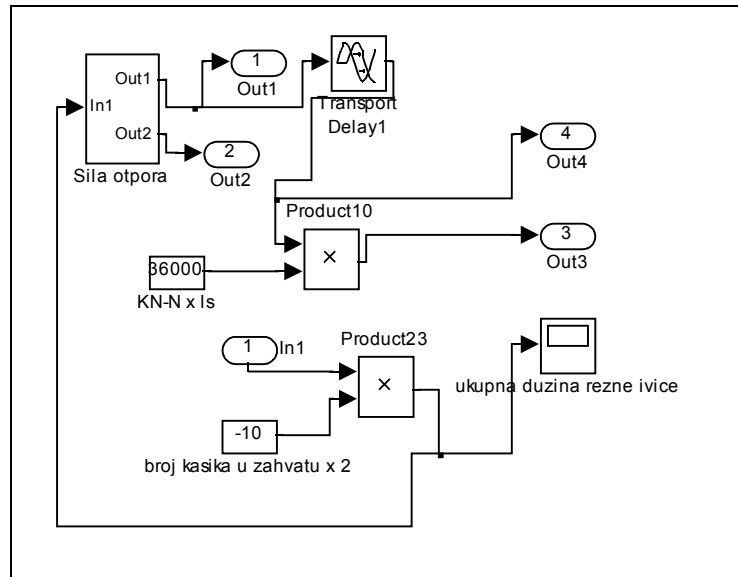 1
Out1
Out1
In1
Out2
Sila otpora
2
Out2
Transport
Delay1
4
Out4
Product10
×
3
Out3
36000
KN-N x ls
1
In1
Product23
×
ukupna duzina rezne ivice
-10
broj kasika u zahvatu x 2